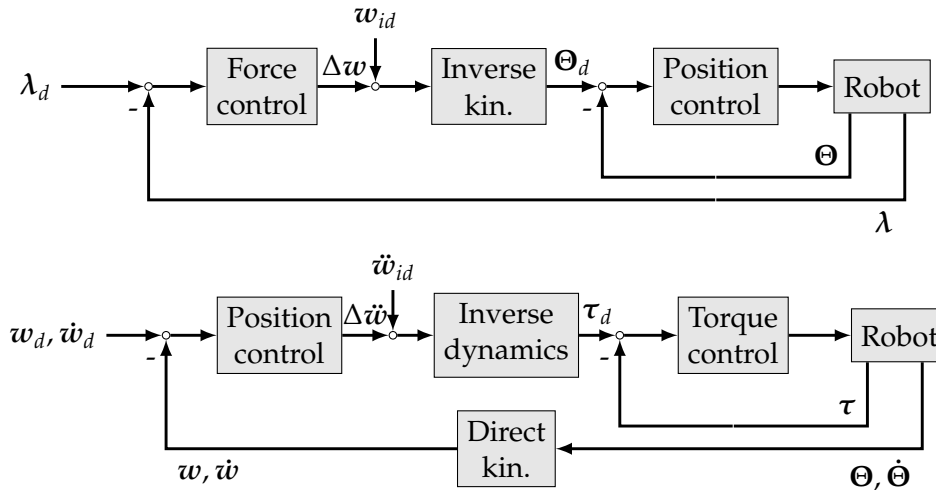 w_id
λ_d
-
Force
control
Δw
Inverse
kin.
Θ_d
-
Position
control
Robot
Θ
λ
ẅ_id
w_d, ẇ_d
-
Position
control
Δẅ
Inverse
dynamics
τ_d
-
Torque
control
Robot
τ
Direct
kin.
w, ẇ
Θ, Θ̇